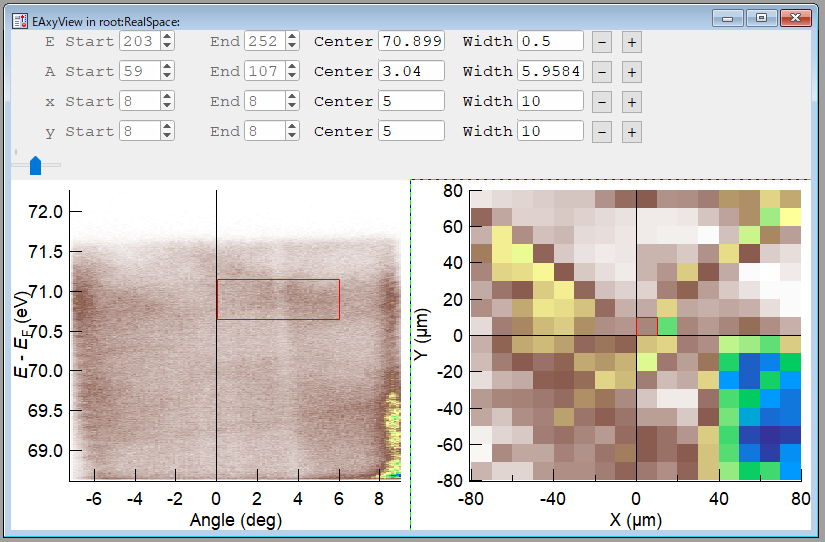 EAxyView in root:RealSpace:
E Start 203 End 252 Center 70.899 Width 0.5 − +
A Start 59 End 107 Center 3.04 Width 5.9584 − +
x Start 8 End 8 Center 5 Width 10 − +
y Start 8 End 8 Center 5 Width 10 − +
72.0
71.5
71.0
70.5
70.0
69.5
69.0
E - EF (eV)
-6 -4 -2 0 2 4 6 8
Angle (deg)
80
60
40
20
0
-20
-40
-60
-80
Y (µm)
-80 -40 0 40 80
X (µm)